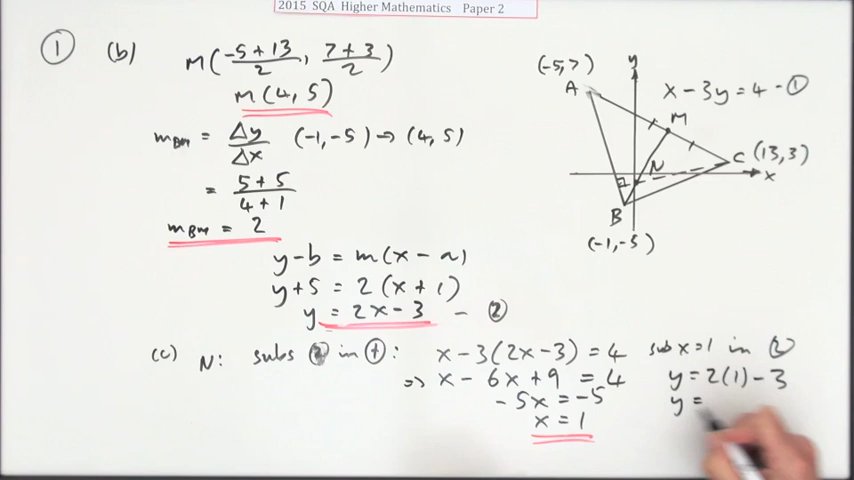 2015 SQA Higher Mathematics Paper 2
① (b) M(-5+13/2, 7+3/2)
M(4, 5)
mBM = Δy/Δx (-1,-5) → (4, 5)
= 5+5/4+1
mBM = 2
y-b = m(x-a)
y+5 = 2(x+1)
y = 2x-3 - ②
(-5,7)
A
y
x-3y=4 - ①
M
N
C (13,3)
x
B
(-1,-5)
(c) N: subs ② in ①: x-3(2x-3) = 4
⇒ x-6x+9 = 4
-5x = -5
x = 1
sub x=1 in ②
y = 2(1)-3
y =